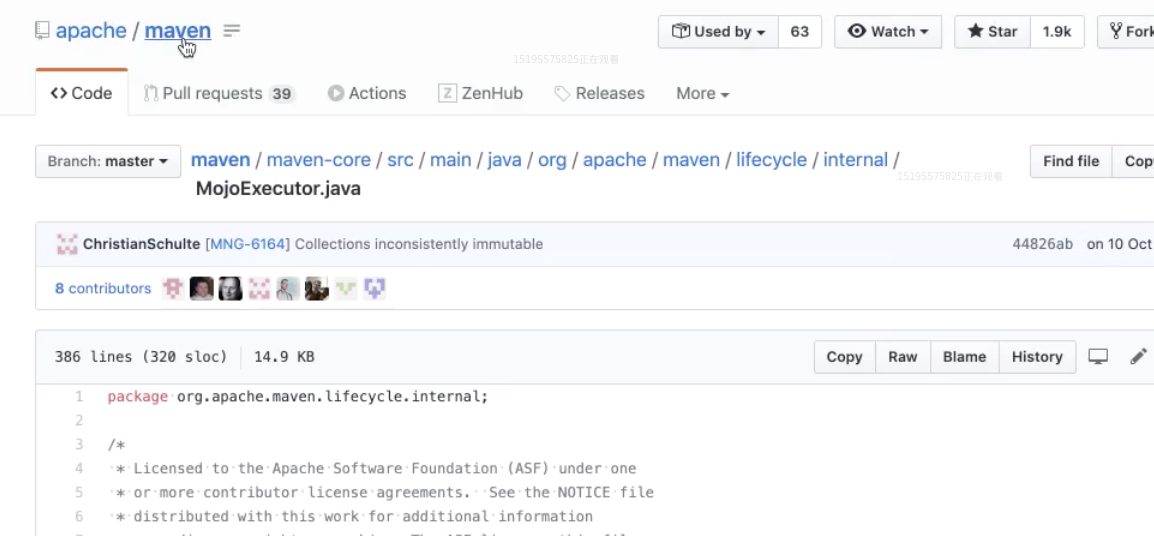 apache / maven
Used by 63 Watch Star 1.9k Fork
15195575825正在观看
Code Pull requests 39 Actions ZenHub Releases More
Branch: master maven / maven-core / src / main / java / org / apache / maven / lifecycle / internal / Find file Copy
15195575825正在观看
MojoExecutor.java
ChristianSchulte [MNG-6164] Collections inconsistently immutable 44826ab on 10 Oct
8 contributors
386 lines (320 sloc) 14.9 KB Copy Raw Blame History
1 package org.apache.maven.lifecycle.internal;
2
3 /*
4 * Licensed to the Apache Software Foundation (ASF) under one
5 * or more contributor license agreements. See the NOTICE file
6 * distributed with this work for additional information